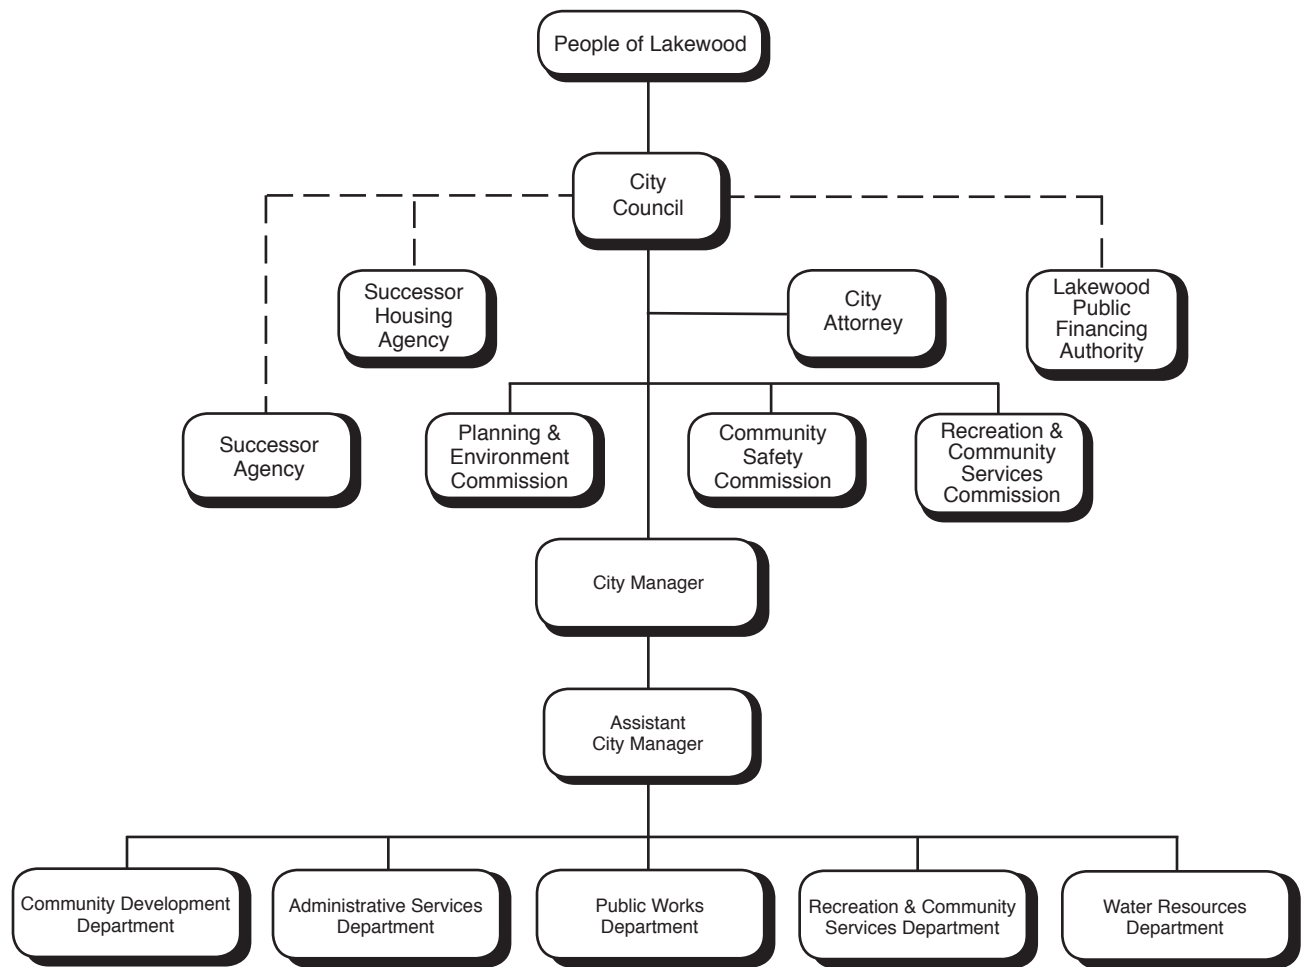 People of Lakewood
City
Council
Successor
Housing
Agency
City
Attorney
Lakewood
Public
Financing
Authority
Successor
Agency
Planning &
Environment
Commission
Community
Safety
Commission
Recreation &
Community
Services
Commission
City Manager
Assistant
City Manager
Community Development
Department
Administrative Services
Department
Public Works
Department
Recreation & Community
Services Department
Water Resources
Department